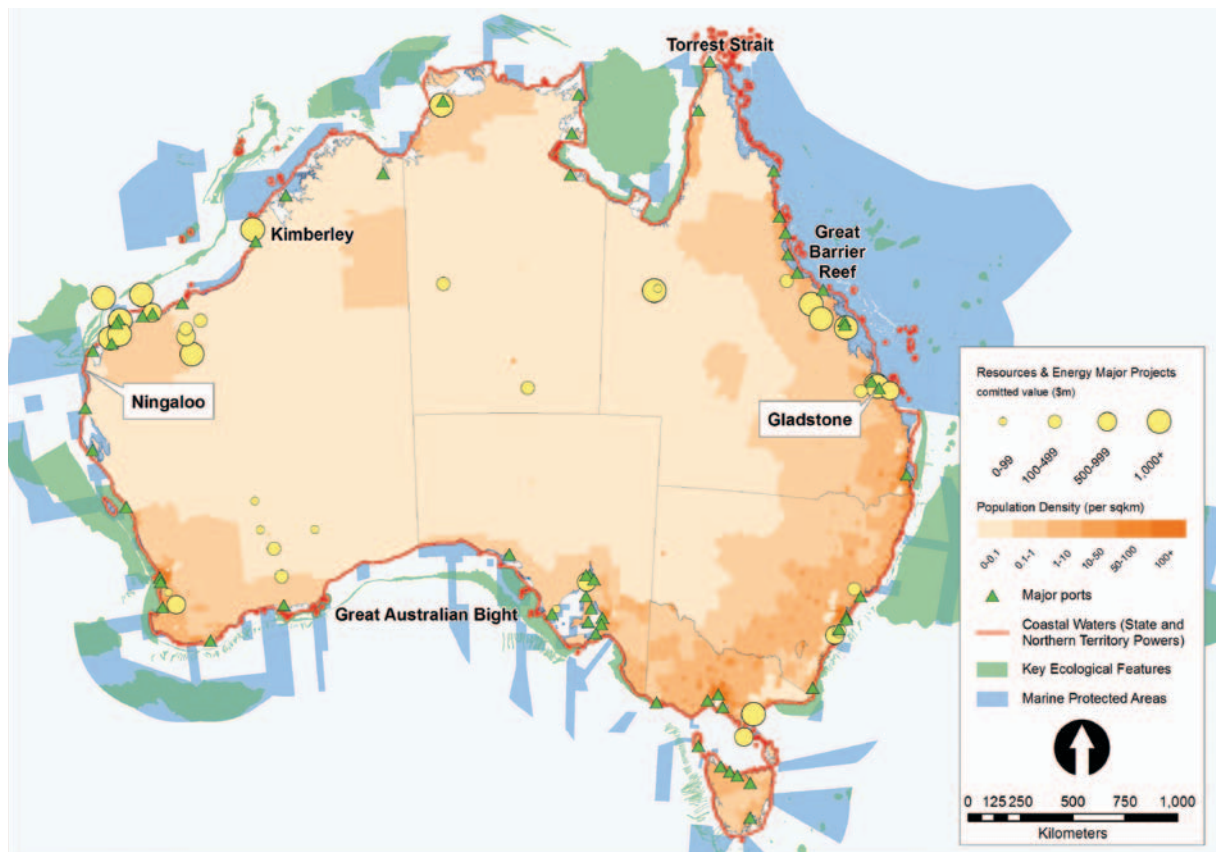 Torrest Strait
Kimberley
Great
Barrier
Reef
Ningaloo
Gladstone
Great Australian Bight
Resources & Energy Major Projects
comitted value ($m)
0-99
100-499
500-999
1,000+
Population Density (per sqkm)
0-0.1
0.1-1
1-10
10-50
50-100
100+
Major ports
Coastal Waters (State and
Northern Territory Powers)
Key Ecological Features
Marine Protected Areas
0 125 250 500 750 1,000
Kilometers